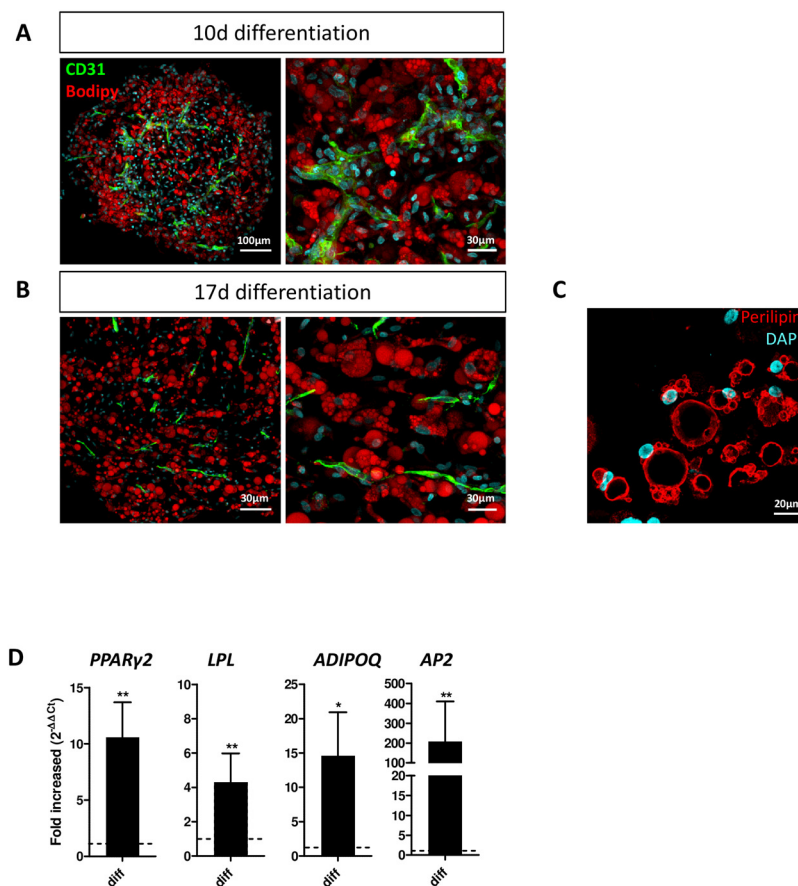 A
10d differentiation
CD31
Bodipy
100µm
30µm
B
17d differentiation
C
30µm
30µm
Perilipin
DAP
20µm
D
PPARγ2
LPL
ADIPOQ
AP2
Fold increased (2-ΔΔCt)
15
10
5
0
**
diff
10
8
6
4
2
0
**
diff
25
20
15
10
5
0
*
diff
500
400
300
200
100
20
15
10
5
0
**
diff